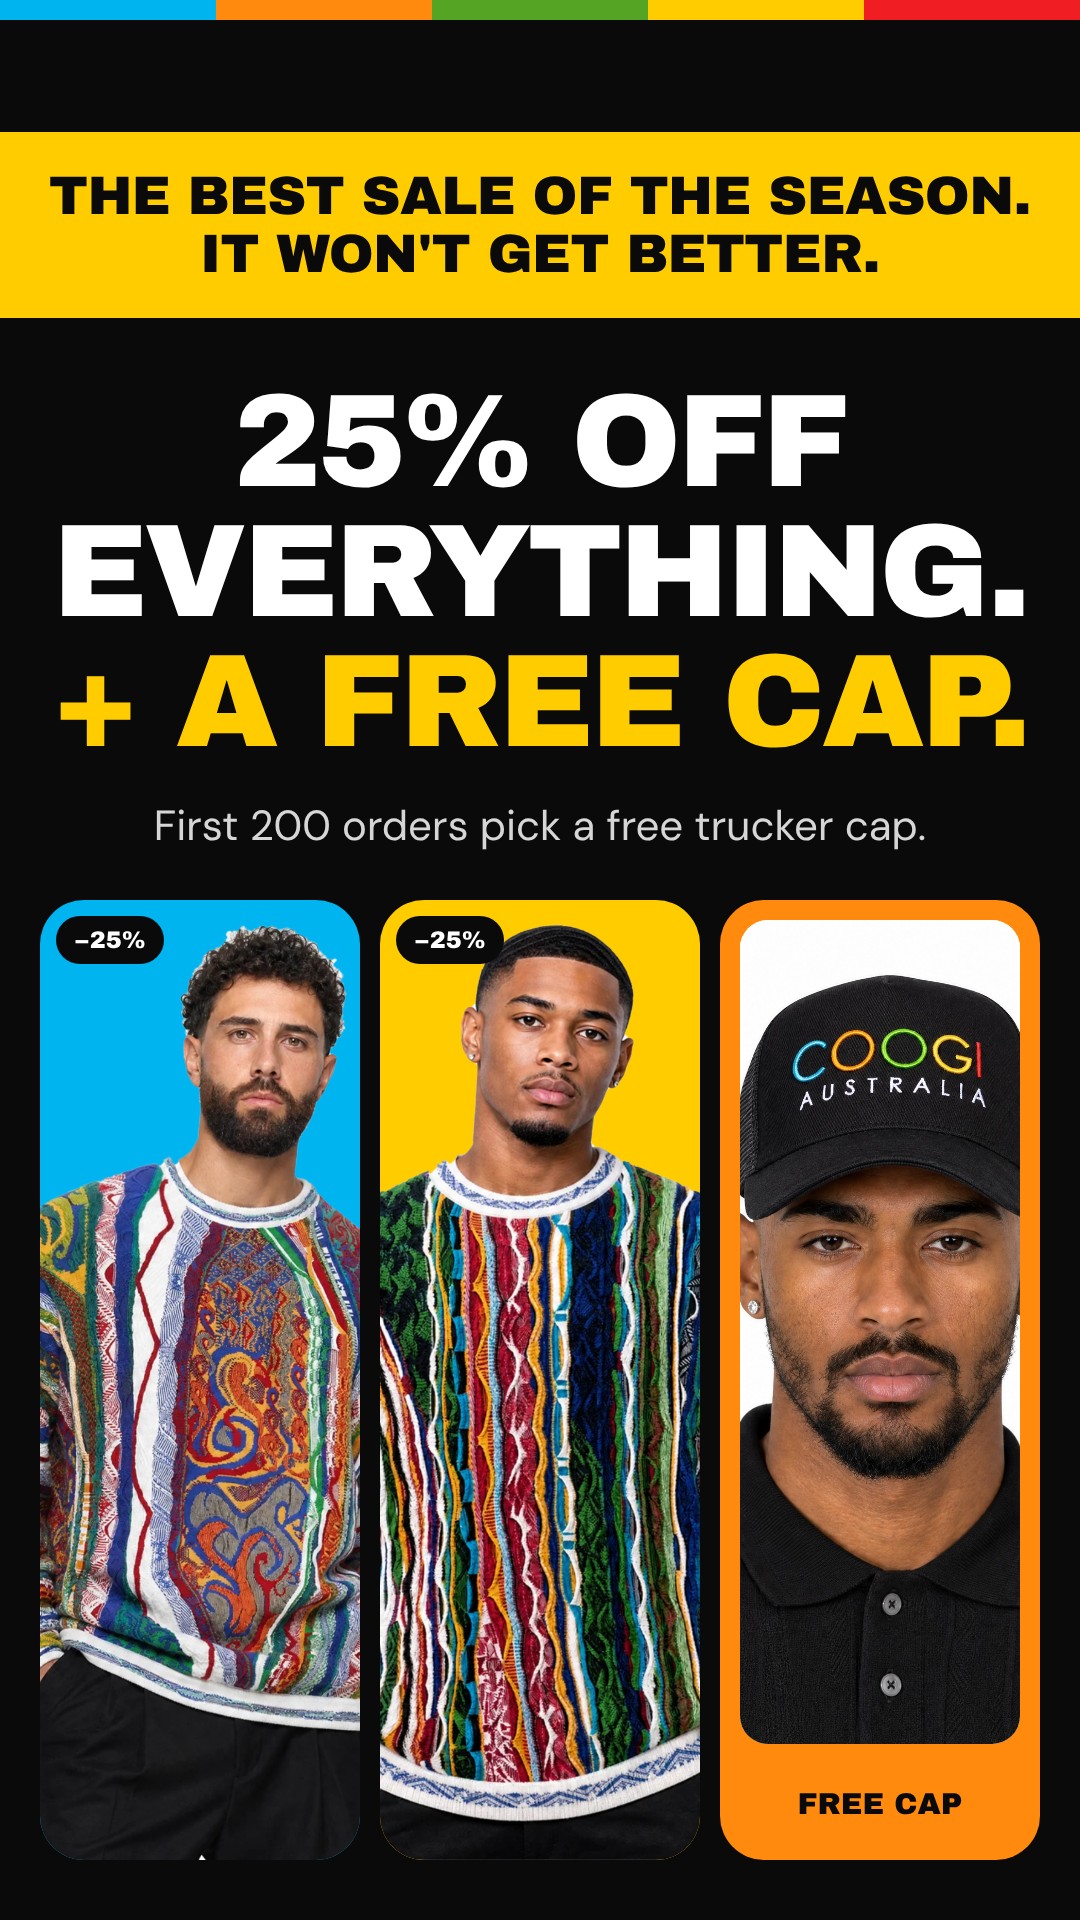 THE BEST SALE OF THE SEASON.
IT WON'T GET BETTER.
25% OFF
EVERYTHING.
+ A FREE CAP.
First 200 orders pick a free trucker cap.
–25%
–25%
COOGI
AUSTRALIA
FREE CAP